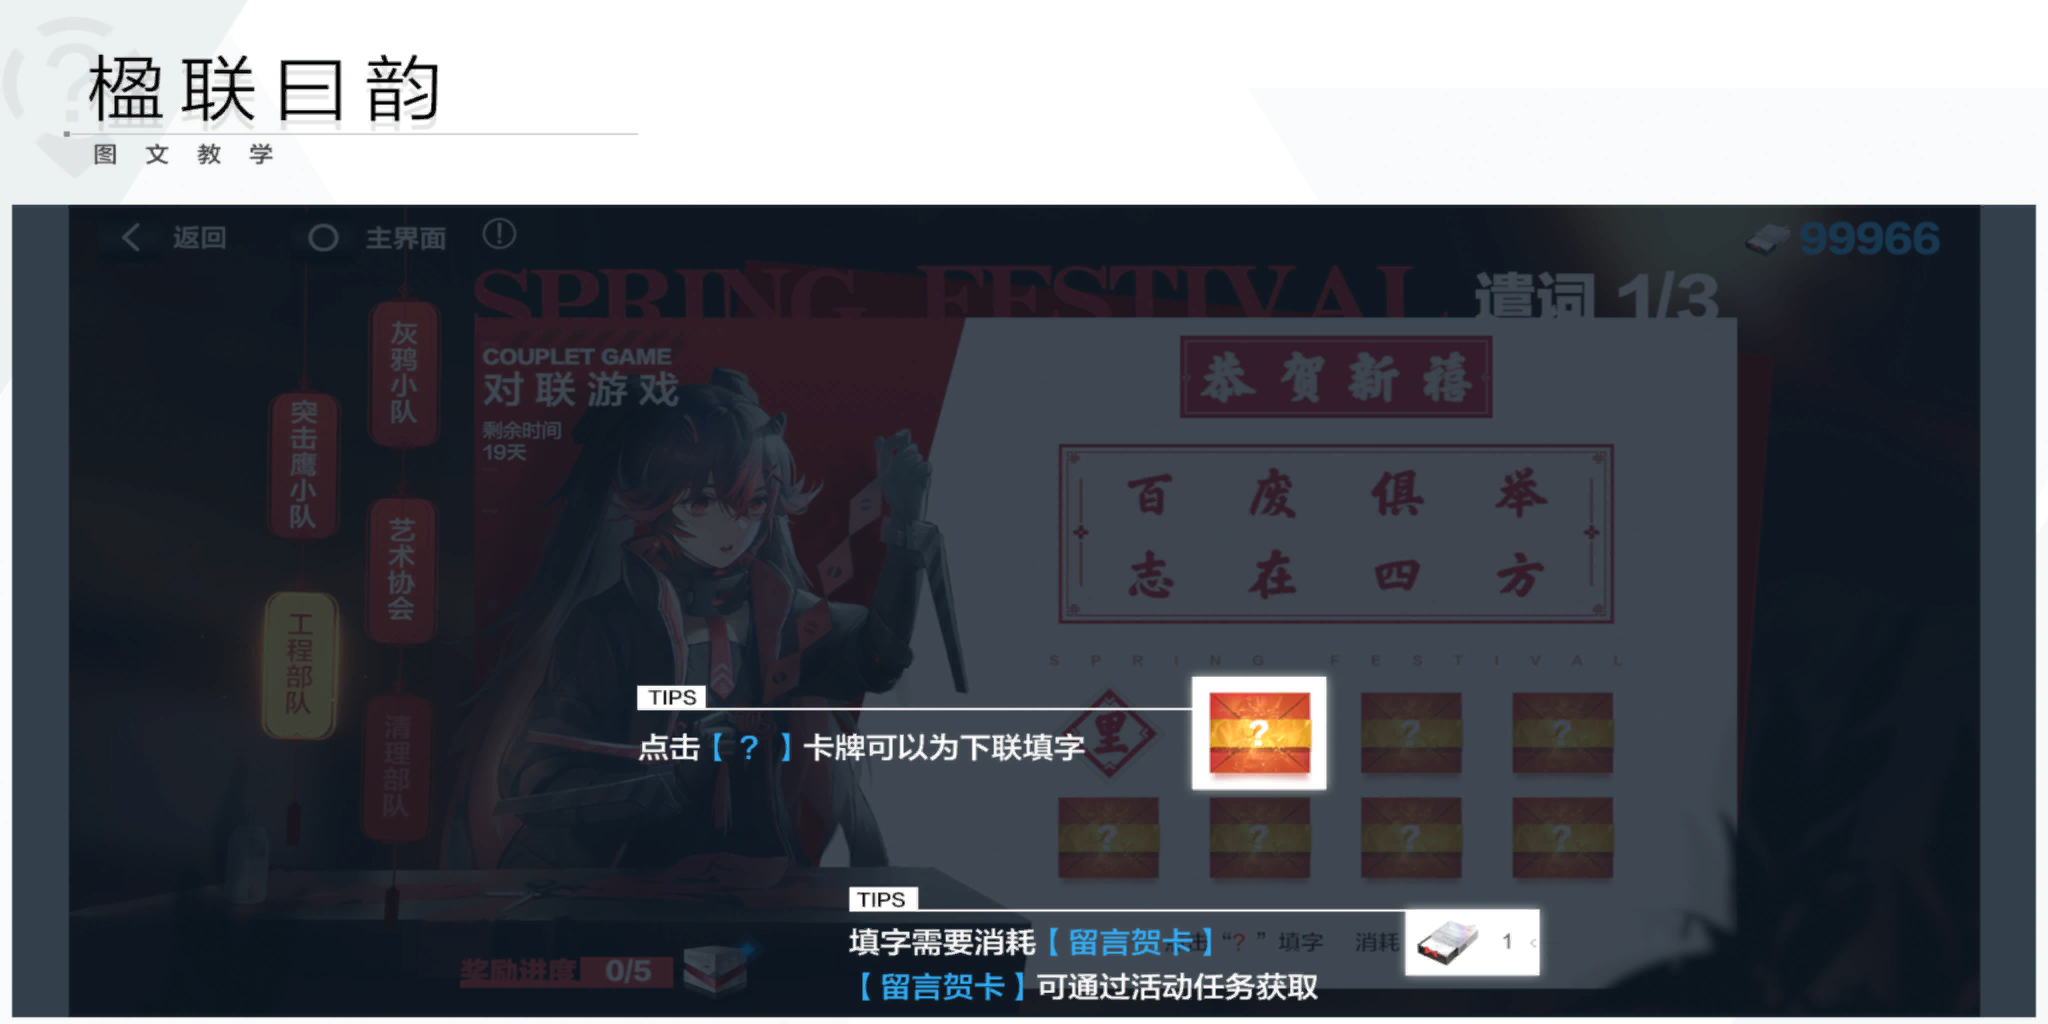 楹联曰韵
图文教学
返回
主界面
99966
SPRING FESTIVAL
遣词 1/3
灰鸦小队
突击鹰小队
艺术协会
工程部队
清理部队
COUPLET GAME
对联游戏
剩余时间
19天
恭贺新禧
百废俱举
志在四方
SPRING FESTIVAL
TIPS
点击【?】卡牌可以为下联填字
里
?
?
?
?
?
?
?
TIPS
填字需要消耗【留言贺卡】
击“?”填字 消耗
1
【留言贺卡】可通过活动任务获取
奖励进度 0/5